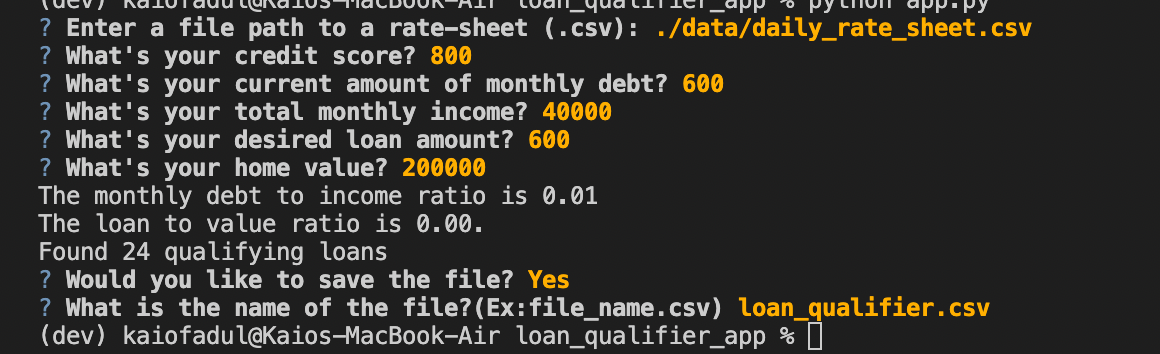 (dev) kaiofadul@Kaios-MacBook-Air loan_qualifier_app % python app.py
? Enter a file path to a rate-sheet (.csv): ./data/daily_rate_sheet.csv
? What's your credit score? 800
? What's your current amount of monthly debt? 600
? What's your total monthly income? 40000
? What's your desired loan amount? 600
? What's your home value? 200000
The monthly debt to income ratio is 0.01
The loan to value ratio is 0.00.
Found 24 qualifying loans
? Would you like to save the file? Yes
? What is the name of the file?(Ex:file_name.csv) loan_qualifier.csv
(dev) kaiofadul@Kaios-MacBook-Air loan_qualifier_app %